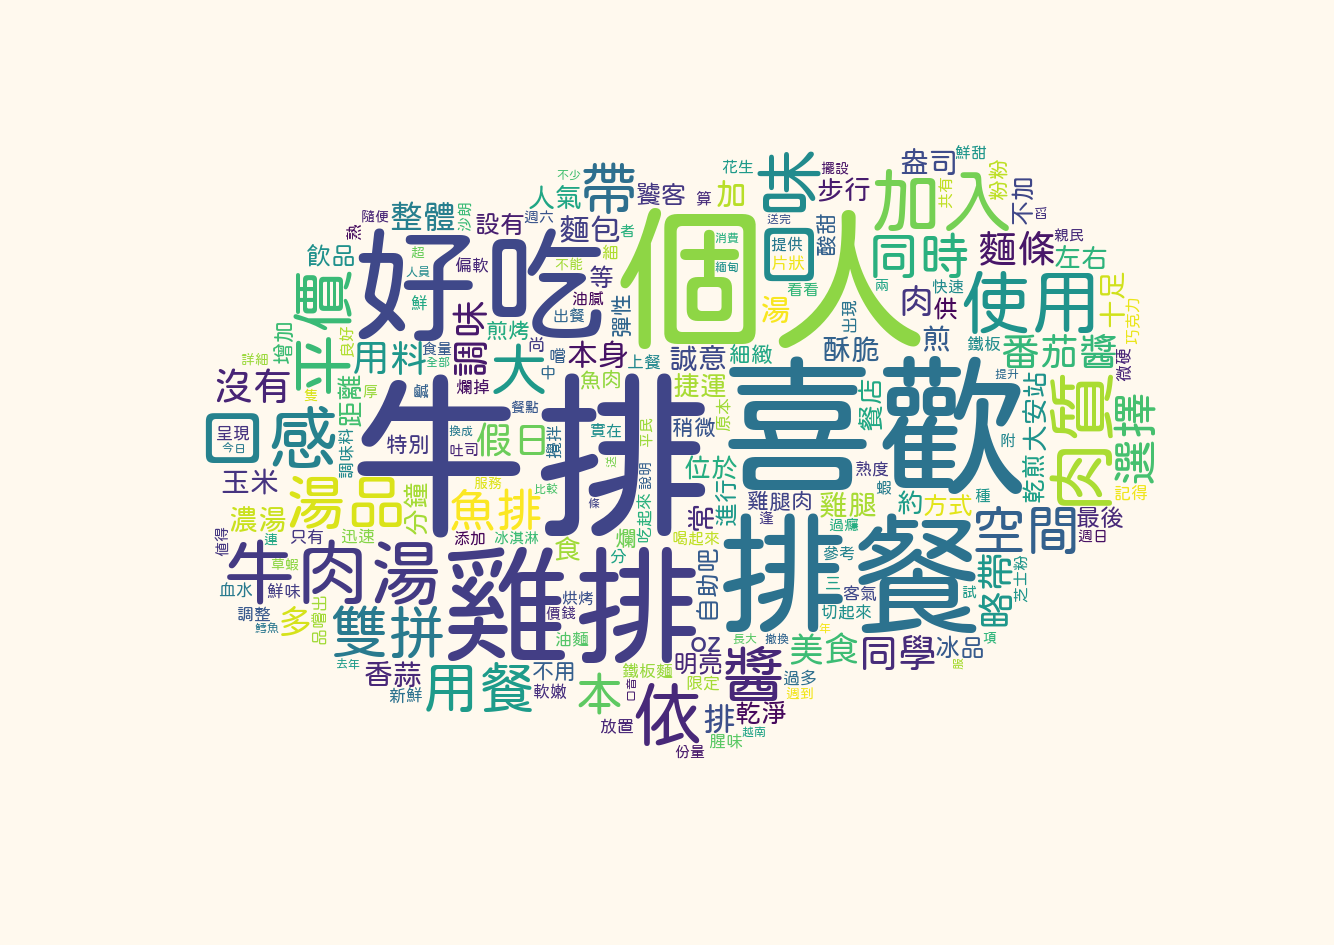 不少
帶
人氣
饕客
算
加
花生
味
擺設
步行
盎司
鮮甜
粉粉
共有
不加
加入
隨便
整體
沙朗
設有
週六
麵包
者
個人
消費
緬甸
送完
提供
片狀
酸甜
同時
麵條
親民
左右
飲品
熱
超
人員
偏軟
好吃
不能
等
油膩
出餐
彈性
看看
湯
出現
兩
肉
供
快速
使用
十足
巧克力
平價
增加
良好
鮮
味
煎烤
尚
嚐
中
本身
上餐
誠意
細緻
酥脆
煎
鐵板
番茄醬
微硬
詳細
用料
食量
全部
調
大
魚肉
捷運
原本
喜歡
餐店
提升
大安站
肉質
選擇
沒有
隻
距離
厚
鹹
爛掉
餐點
牛排
實在
平民
稍微
呈現
今日
感
調味料
特別
換成
吐司
假日
攪拌
送
說明
位於
熟度
附
乾煎
記得
玉米
湯品
分鐘
服務
魚排
比較
條
吃起來
常
進行
雞腿肉
逢
雞腿
蝦
約
方式
種
空間
最後
週日
濃湯
值得
連
只有
迅速
添加
冰淇淋
食
爛
分
喝起來
過癮
排餐
牛肉湯
草蝦
血水
鮮味
雞排
烘烤
價錢
自助吧
參考
三
客氣
切起來
略帶
試
芝士粉
調整
鱈魚
多
品嚐出
雙拼
油麵
oz
長大
撤換
年
美食
同學
冰品
項
去年
香蒜
新鮮
用餐
不用
軟嫩
本
鐵板麵
口音
明亮
限定
醬
過多
週到
放置
依
排
乾淨
越南
腥味
份量